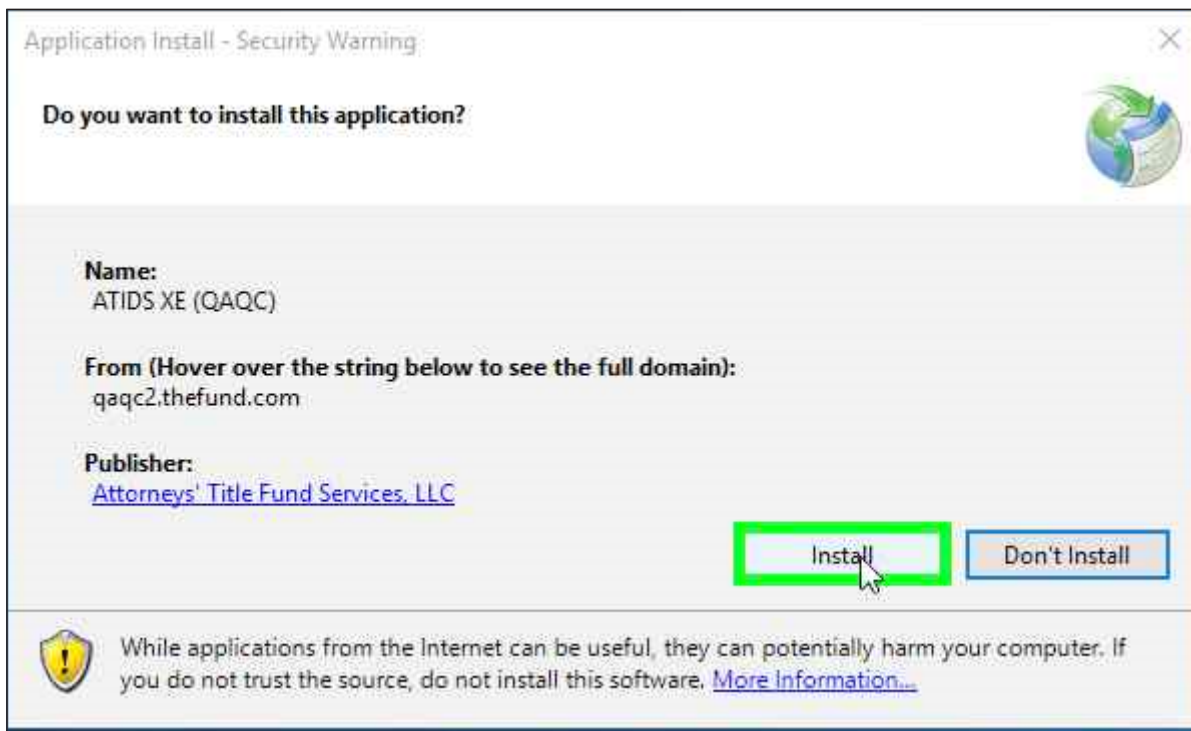 Application Install - Security Warning
Do you want to install this application?
Name:
ATIDS XE (QAQC)
From (Hover over the string below to see the full domain):
qaqc2.thefund.com
Publisher:
Attorneys' Title Fund Services, LLC
Install
Don't Install
While applications from the Internet can be useful, they can potentially harm your computer. If
you do not trust the source, do not install this software. More Information...